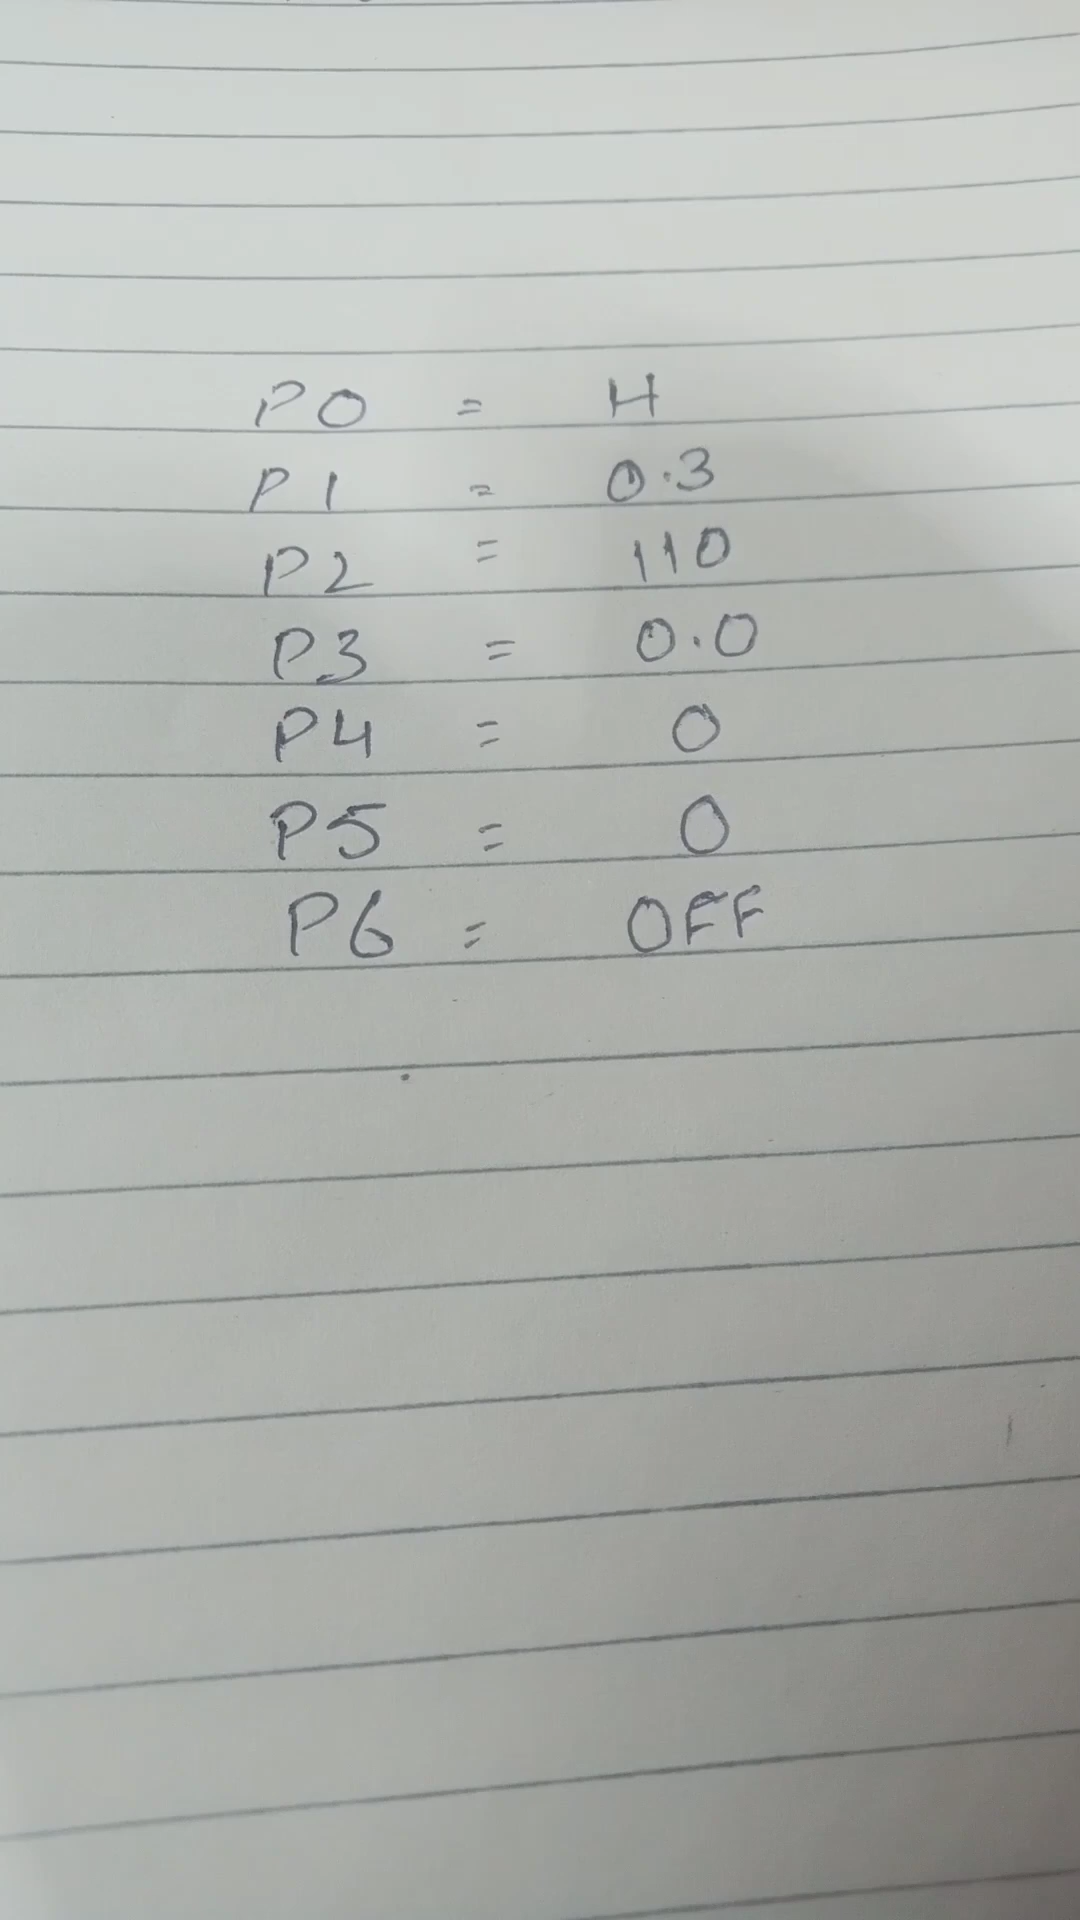 P0 = H
P1 = 0.3
P2 = 110
P3 = 0.0
P4 = 0
P5 = 0
P6 = OFF